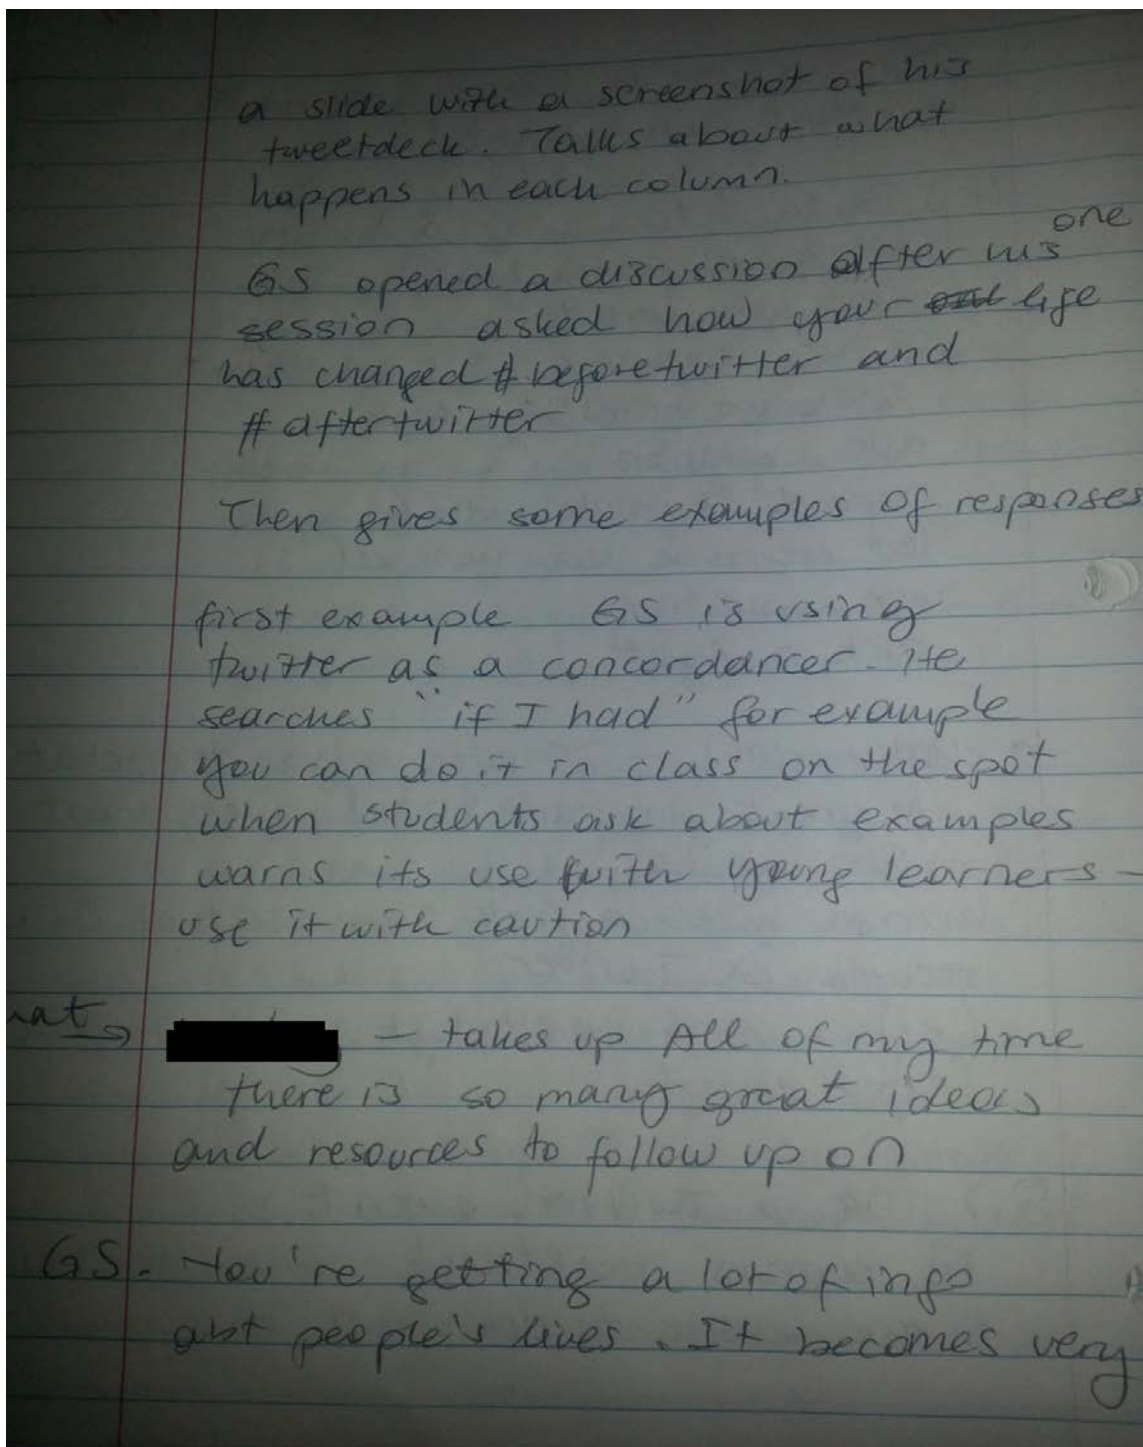 a slide with a screenshot of his
tweetdeck. Talks about what
happens in each column.
one
GS opened a discussion after his
session asked how your life
has changed #beforetwitter and
#aftertwitter
Then gives some examples of responses
first example GS is using
twitter as a concordancer. He
searches "if I had" for example
you can do it in class on the spot
when students ask about examples
warns its use with young learners -
use it with caution
hat → - takes up All of my time
there is so many great ideas
and resources to follow up on
GS. You're getting a lot of info
abt people's lives. It becomes very